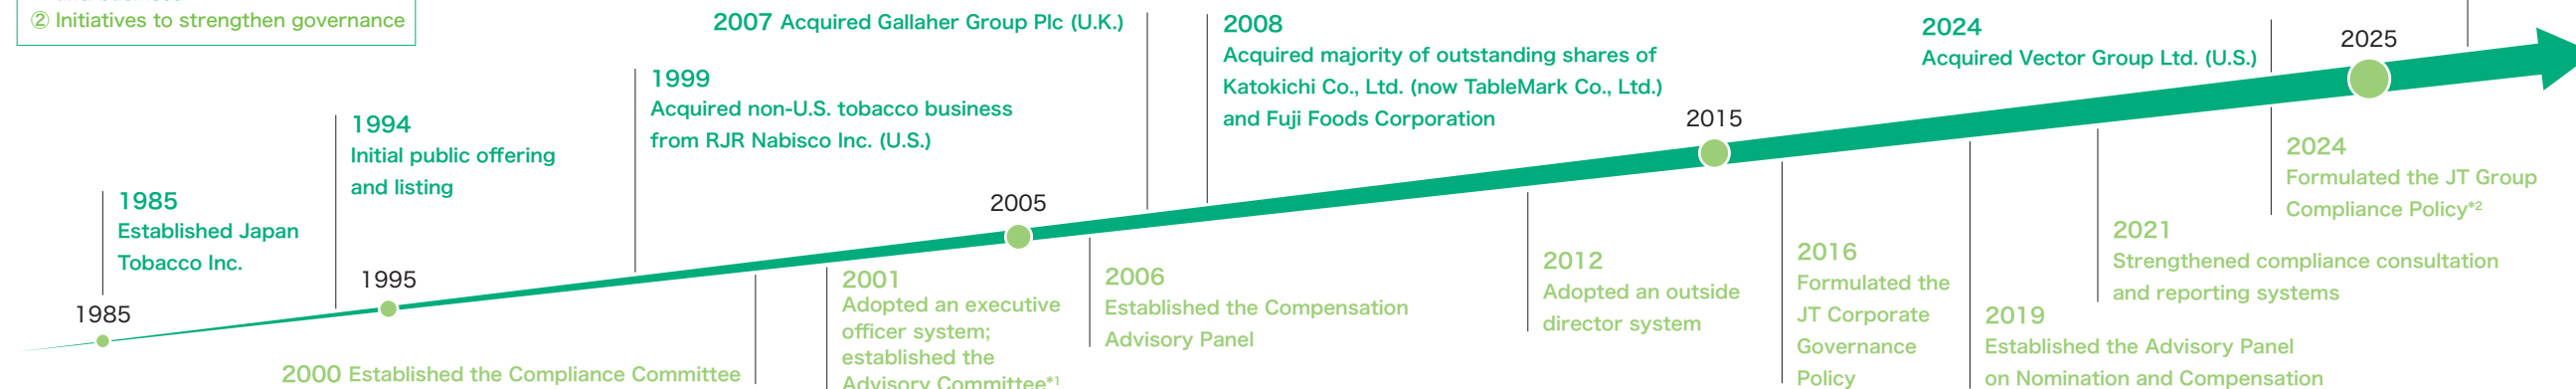 ② Initiatives to strengthen governance
2007 Acquired Gallaher Group Plc (U.K.)
2008
Acquired majority of outstanding shares of
Katokichi Co., Ltd. (now TableMark Co., Ltd.)
and Fuji Foods Corporation
2024
Acquired Vector Group Ltd. (U.S.)
2025
1999
Acquired non-U.S. tobacco business
from RJR Nabisco Inc. (U.S.)
1994
Initial public offering
and listing
2015
1985
Established Japan
Tobacco Inc.
2005
1995
1985
2000 Established the Compliance Committee
2001
Adopted an executive
officer system;
established the
Advisory Committee*1
2006
Established the Compensation
Advisory Panel
2012
Adopted an outside
director system
2016
Formulated the
JT Corporate
Governance
Policy
2019
Established the Advisory Panel
on Nomination and Compensation
2021
Strengthened compliance consultation
and reporting systems
2024
Formulated the JT Group
Compliance Policy*2